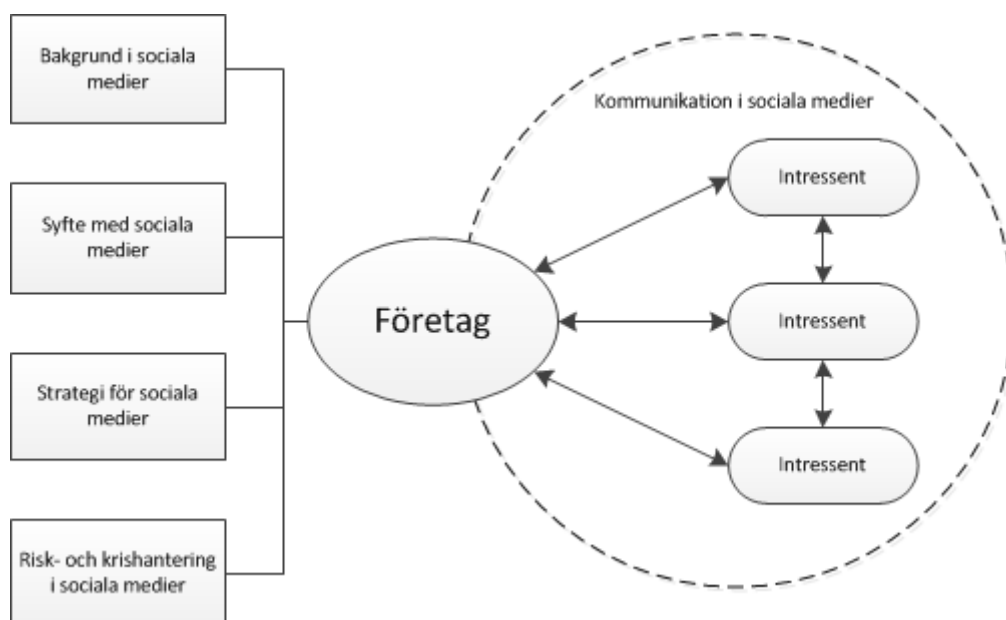 Bakgrund i sociala
medier
Syfte med sociala
medier
Strategi för sociala
medier
Risk- och krishantering
i sociala medier
Företag
Kommunikation i sociala medier
Intressent
Intressent
Intressent